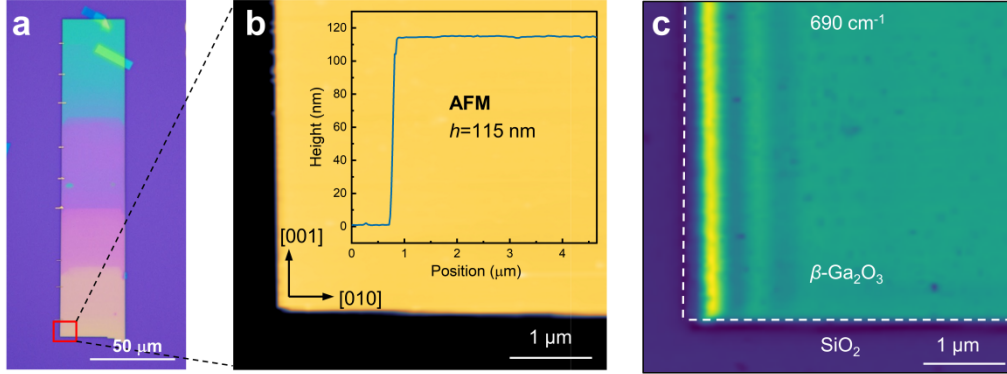 a
50 μm
b
120
100
80
60
40
20
0
Height (nm)
AFM
h=115 nm
0
1
2
3
4
Position (μm)
[001]
[010]
1 μm
c
690 cm⁻¹
β-Ga₂O₃
SiO₂
1 μm